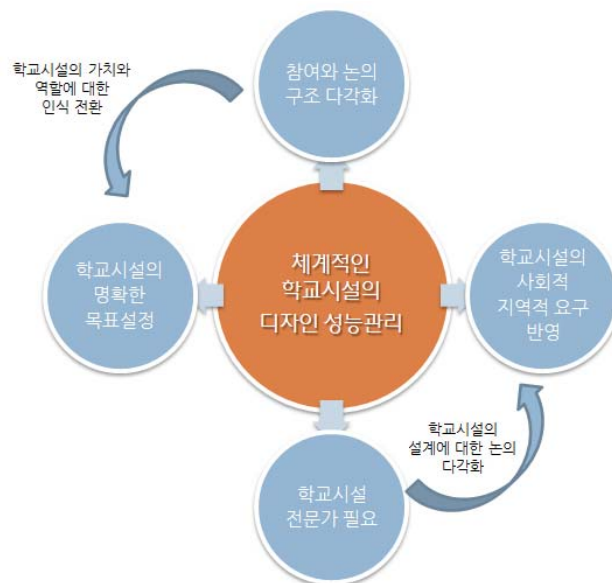 참여와 논의
구조 다각화
학교시설의 가치와
역할에 대한
인식 전환
체계적인
학교시설의
디자인 성능관리
학교시설의
명확한
목표설정
학교시설의
사회적
지역적 요구
반영
학교시설의
설계에 대한 논의
다각화
학교시설
전문가 필요